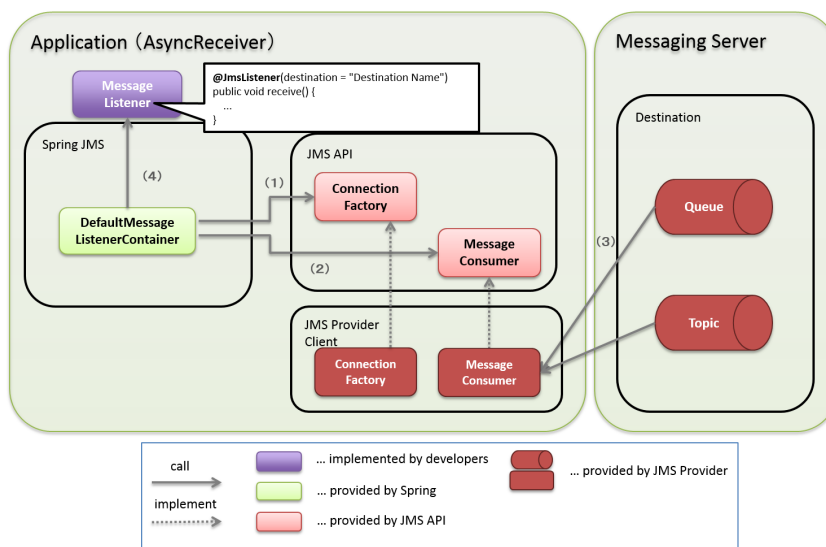 Application（AsyncReceiver）
Messaging Server
Message
Listener
@JmsListener(destination = "Destination Name")
public void receive() {
...
}
Spring JMS
(4)
DefaultMessage
ListenerContainer
(1)
(2)
JMS API
Connection
Factory
Message
Consumer
JMS Provider
Client
Connection
Factory
Message
Consumer
Destination
Queue
(3)
Topic
call
implement
... implemented by developers
... provided by Spring
... provided by JMS API
... provided by JMS Provider